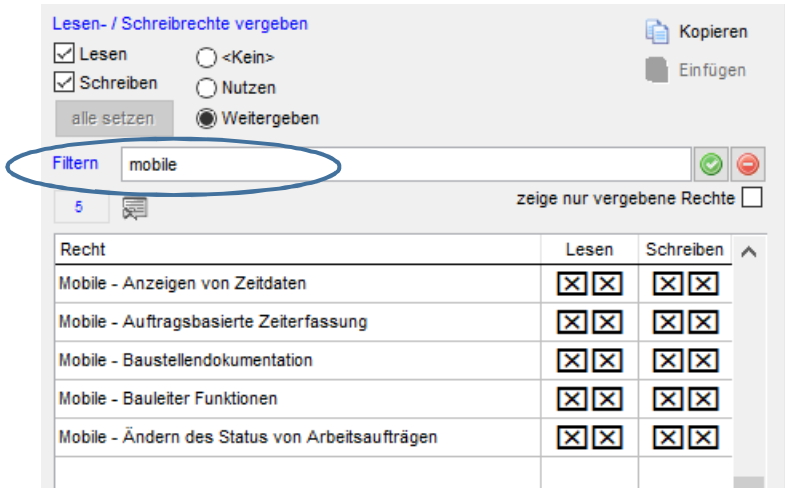 Lesen- / Schreibrechte vergeben
Kopieren
Lesen
<Kein>
Einfügen
Schreiben
Nutzen
alle setzen
Weitergeben
Filtern
mobile
5
zeige nur vergebene Rechte
Recht Lesen Schreiben
Mobile - Anzeigen von Zeitdaten
Mobile - Auftragsbasierte Zeiterfassung
Mobile - Baustellendokumentation
Mobile - Bauleiter Funktionen
Mobile - Ändern des Status von Arbeitsaufträgen